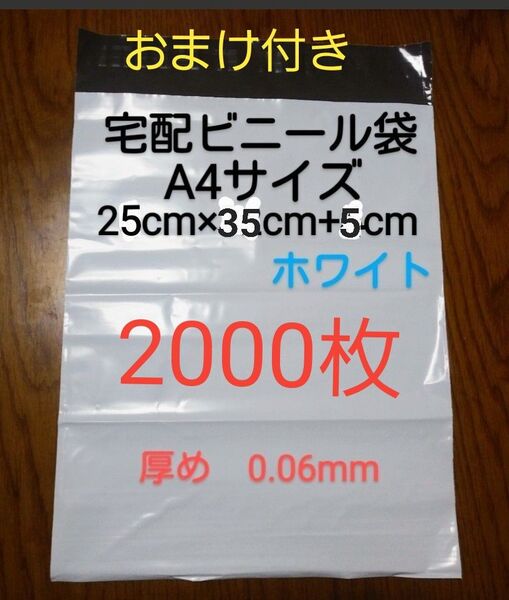 おまけ付き
宅配ビニール袋
A4サイズ
25cm×35cm+5cm
ホワイト
2000枚
厚め 0.06mm